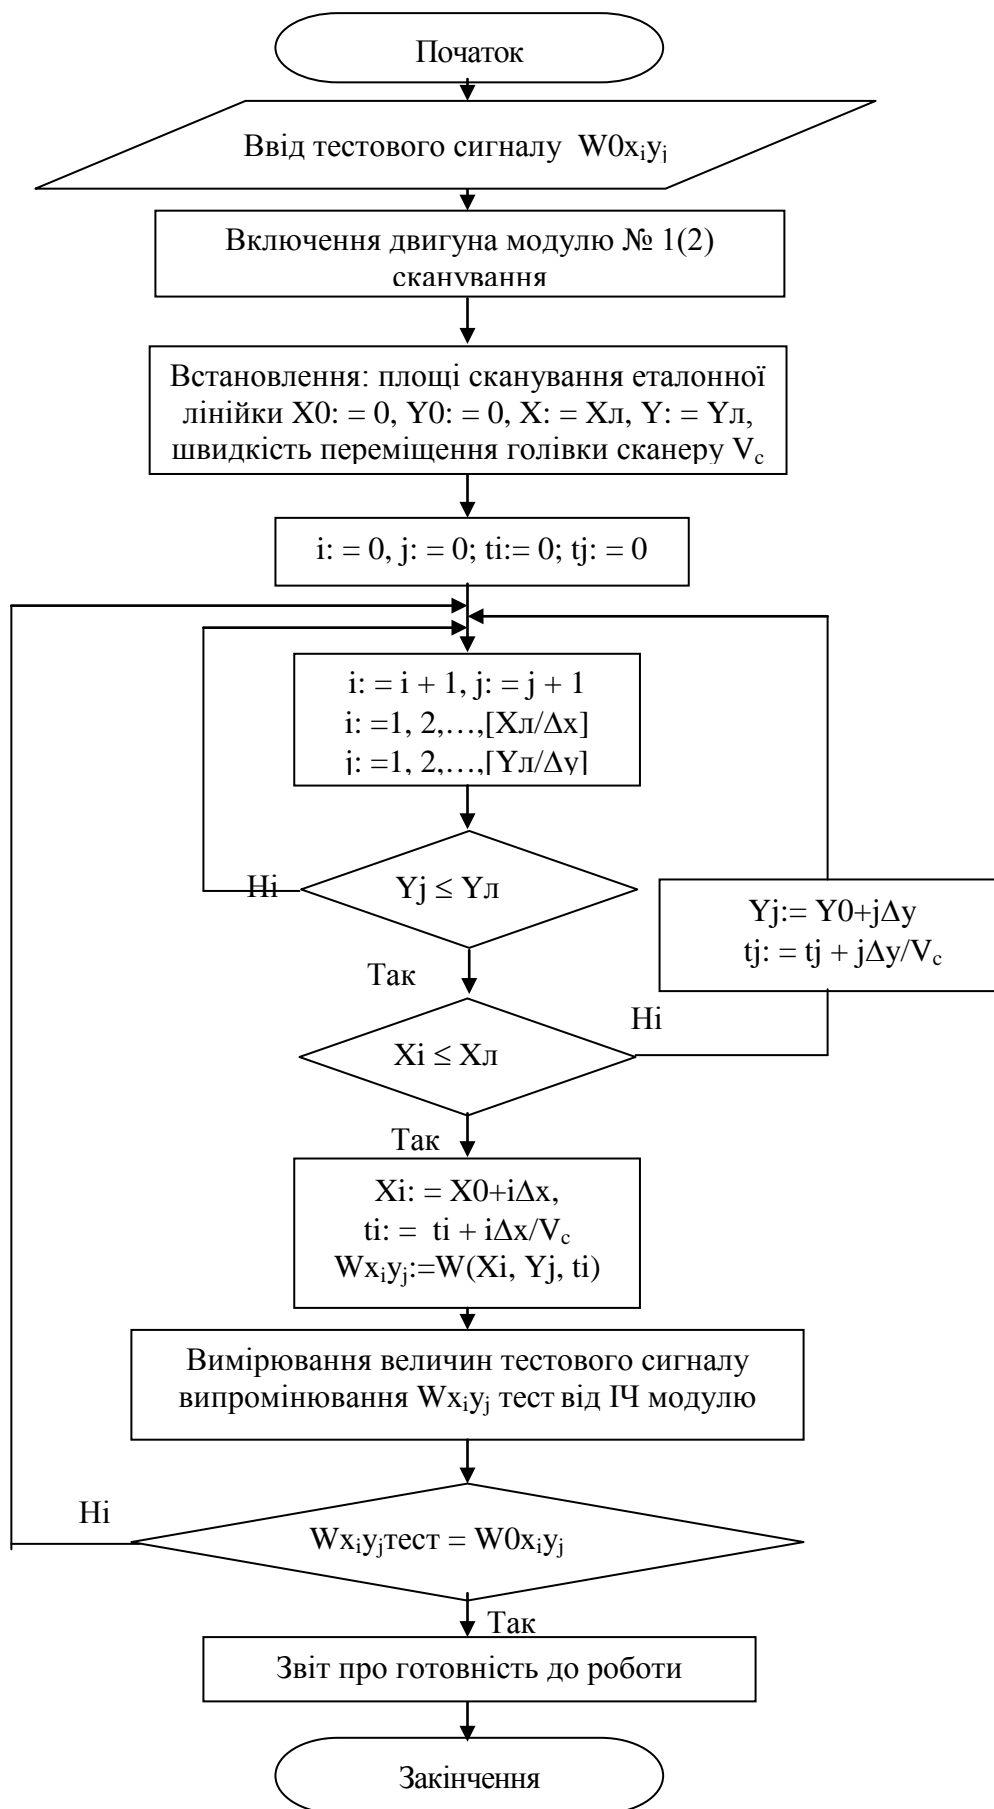 Початок
Ввід тестового сигналу W0xᵢyⱼ
Включення двигуна модулю № 1(2)
сканування
Встановлення: площі сканування еталонної
лінійки X0: = 0, Y0: = 0, X: = Xл, Y: = Yл,
швидкість переміщення голівки сканеру V꜀
i: = 0, j: = 0; ti:= 0; tj: = 0
i: = i + 1, j: = j + 1
i: =1, 2,…,[Xл/Δx]
j: =1, 2,…,[Yл/Δy]
Yj ≤ Yл
Ні
Так
Yj:= Y0+jΔy
tj: = tj + jΔy/V꜀
Xi ≤ Xл
Ні
Так
Xi: = X0+iΔx,
ti: = ti + iΔx/V꜀
Wxᵢyⱼ:=W(Xi, Yj, ti)
Вимірювання величин тестового сигналу
випромінювання Wxᵢyⱼ тест від ІЧ модулю
Ні
Wxᵢyⱼтест = W0xᵢyⱼ
Так
Звіт про готовність до роботи
Закінчення